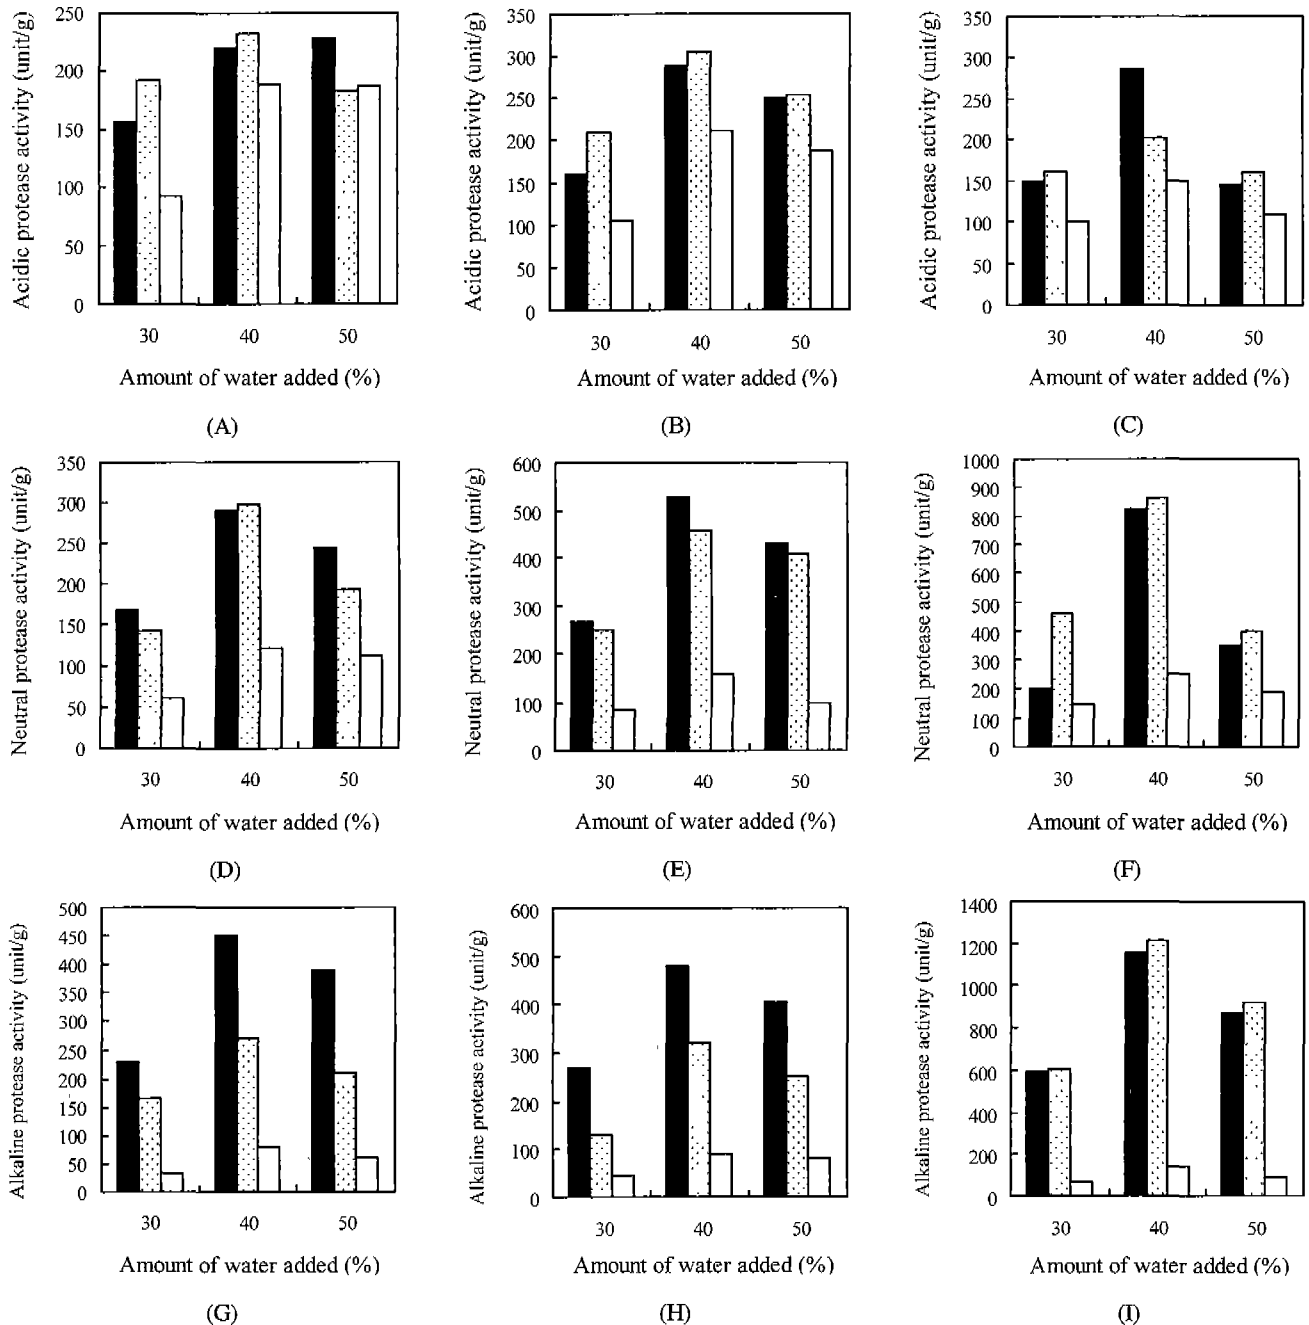 Acidic protease activity (unit/g)
250
200
150
100
50
0
30 40 50
Amount of water added (%)
(A)
Acidic protease activity (unit/g)
350
300
250
200
150
100
50
0
30 40 50
Amount of water added (%)
(B)
Acidic protease activity (unit/g)
350
300
250
200
150
100
50
0
30 40 50
Amount of water added (%)
(C)
Neutral protease activity (unit/g)
350
300
250
200
150
100
50
0
30 40 50
Amount of water added (%)
(D)
Neutral protease activity (unit/g)
600
500
400
300
200
100
0
30 40 50
Amount of water added (%)
(E)
Neutral protease activity (unit/g)
1000
900
800
700
600
500
400
300
200
100
0
30 40 50
Amount of water added (%)
(F)
Alkaline protease activity (unit/g)
500
450
400
350
300
250
200
150
100
50
0
30 40 50
Amount of water added (%)
(G)
Alkaline protease activity (unit/g)
600
500
400
300
200
100
0
30 40 50
Amount of water added (%)
(H)
Alkaline protease activity (unit/g)
1400
1200
1000
800
600
400
200
0
30 40 50
Amount of water added (%)
(I)